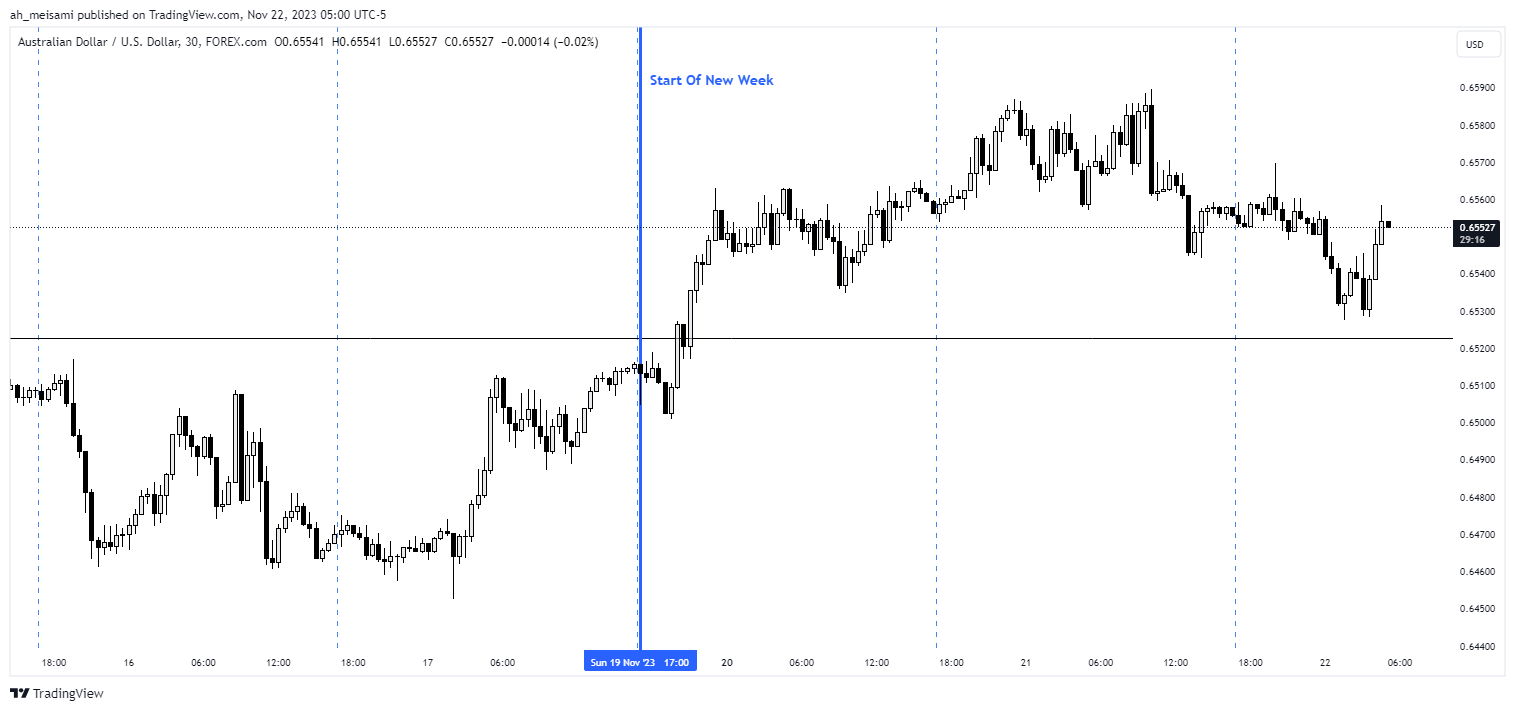 ah_meisami published on TradingView.com, Nov 22, 2023 05:00 UTC-5
Australian Dollar / U.S. Dollar, 30, FOREX.com O0.65541 H0.65541 L0.65527 C0.65527 −0.00014 (−0.02%)
USD
Start Of New Week
0.65900
0.65800
0.65700
0.65600
0.65527
29:16
0.65400
0.65300
0.65200
0.65100
0.65000
0.64900
0.64800
0.64700
0.64600
0.64500
0.64400
18:00 16 06:00 12:00 18:00 17 06:00 Sun 19 Nov '23 17:00 20 06:00 12:00 18:00 21 06:00 12:00 18:00 22 06:00
TradingView